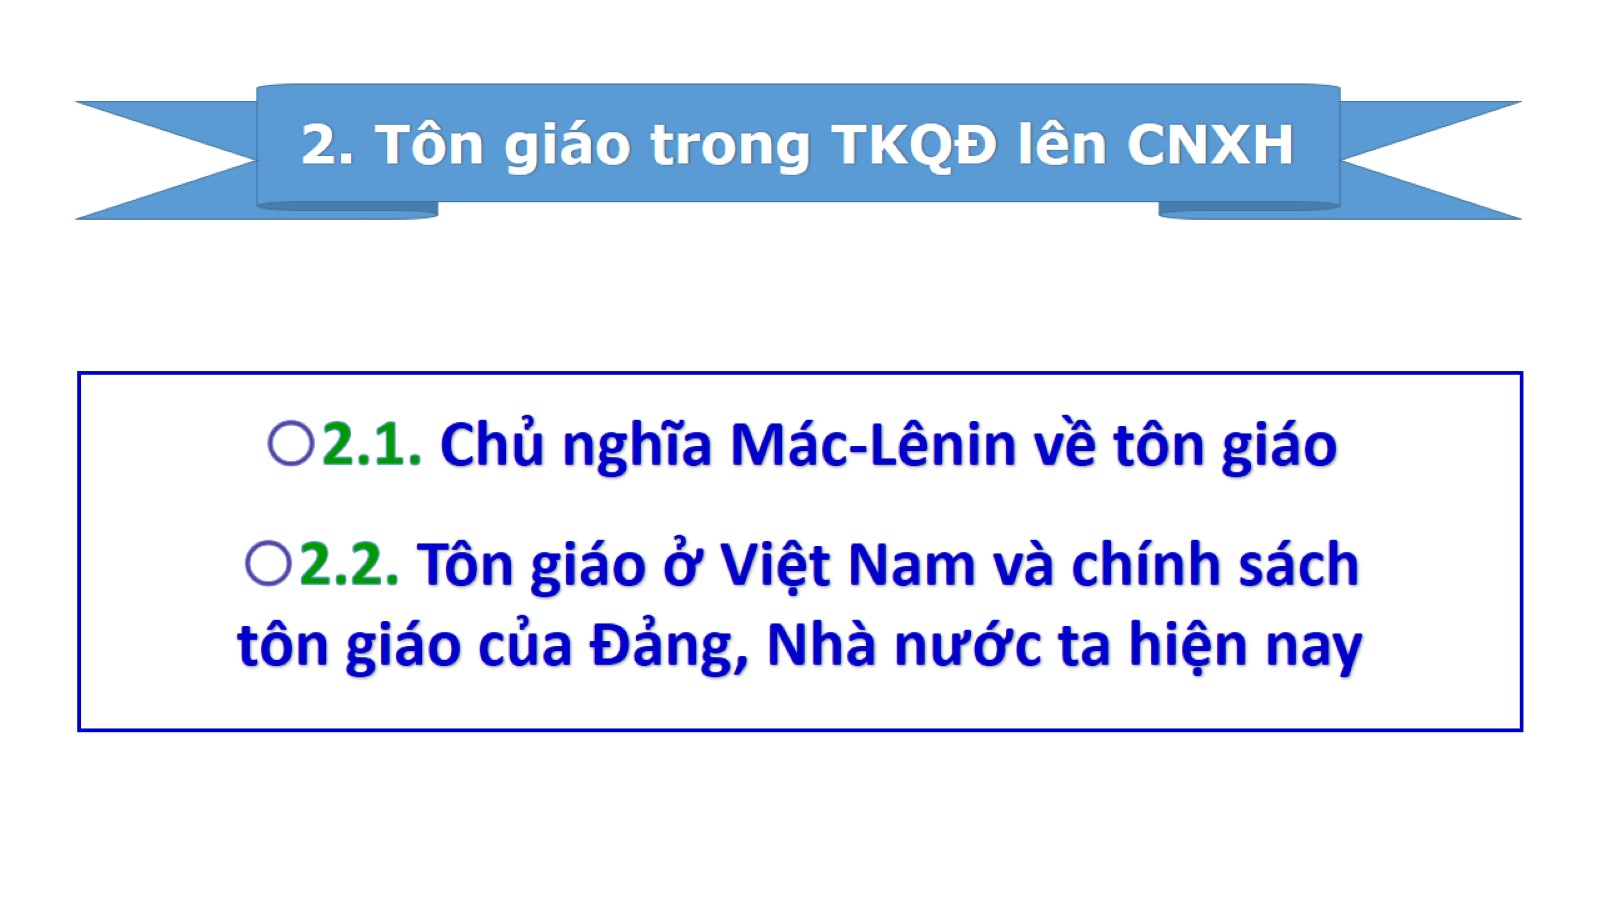 2. Tôn giáo trong TKQĐ lên CNXH
2.1. Chủ nghĩa Mác-Lênin về tôn giáo
2.2. Tôn giáo ở Việt Nam và chính sách
tôn giáo của Đảng, Nhà nước ta hiện nay